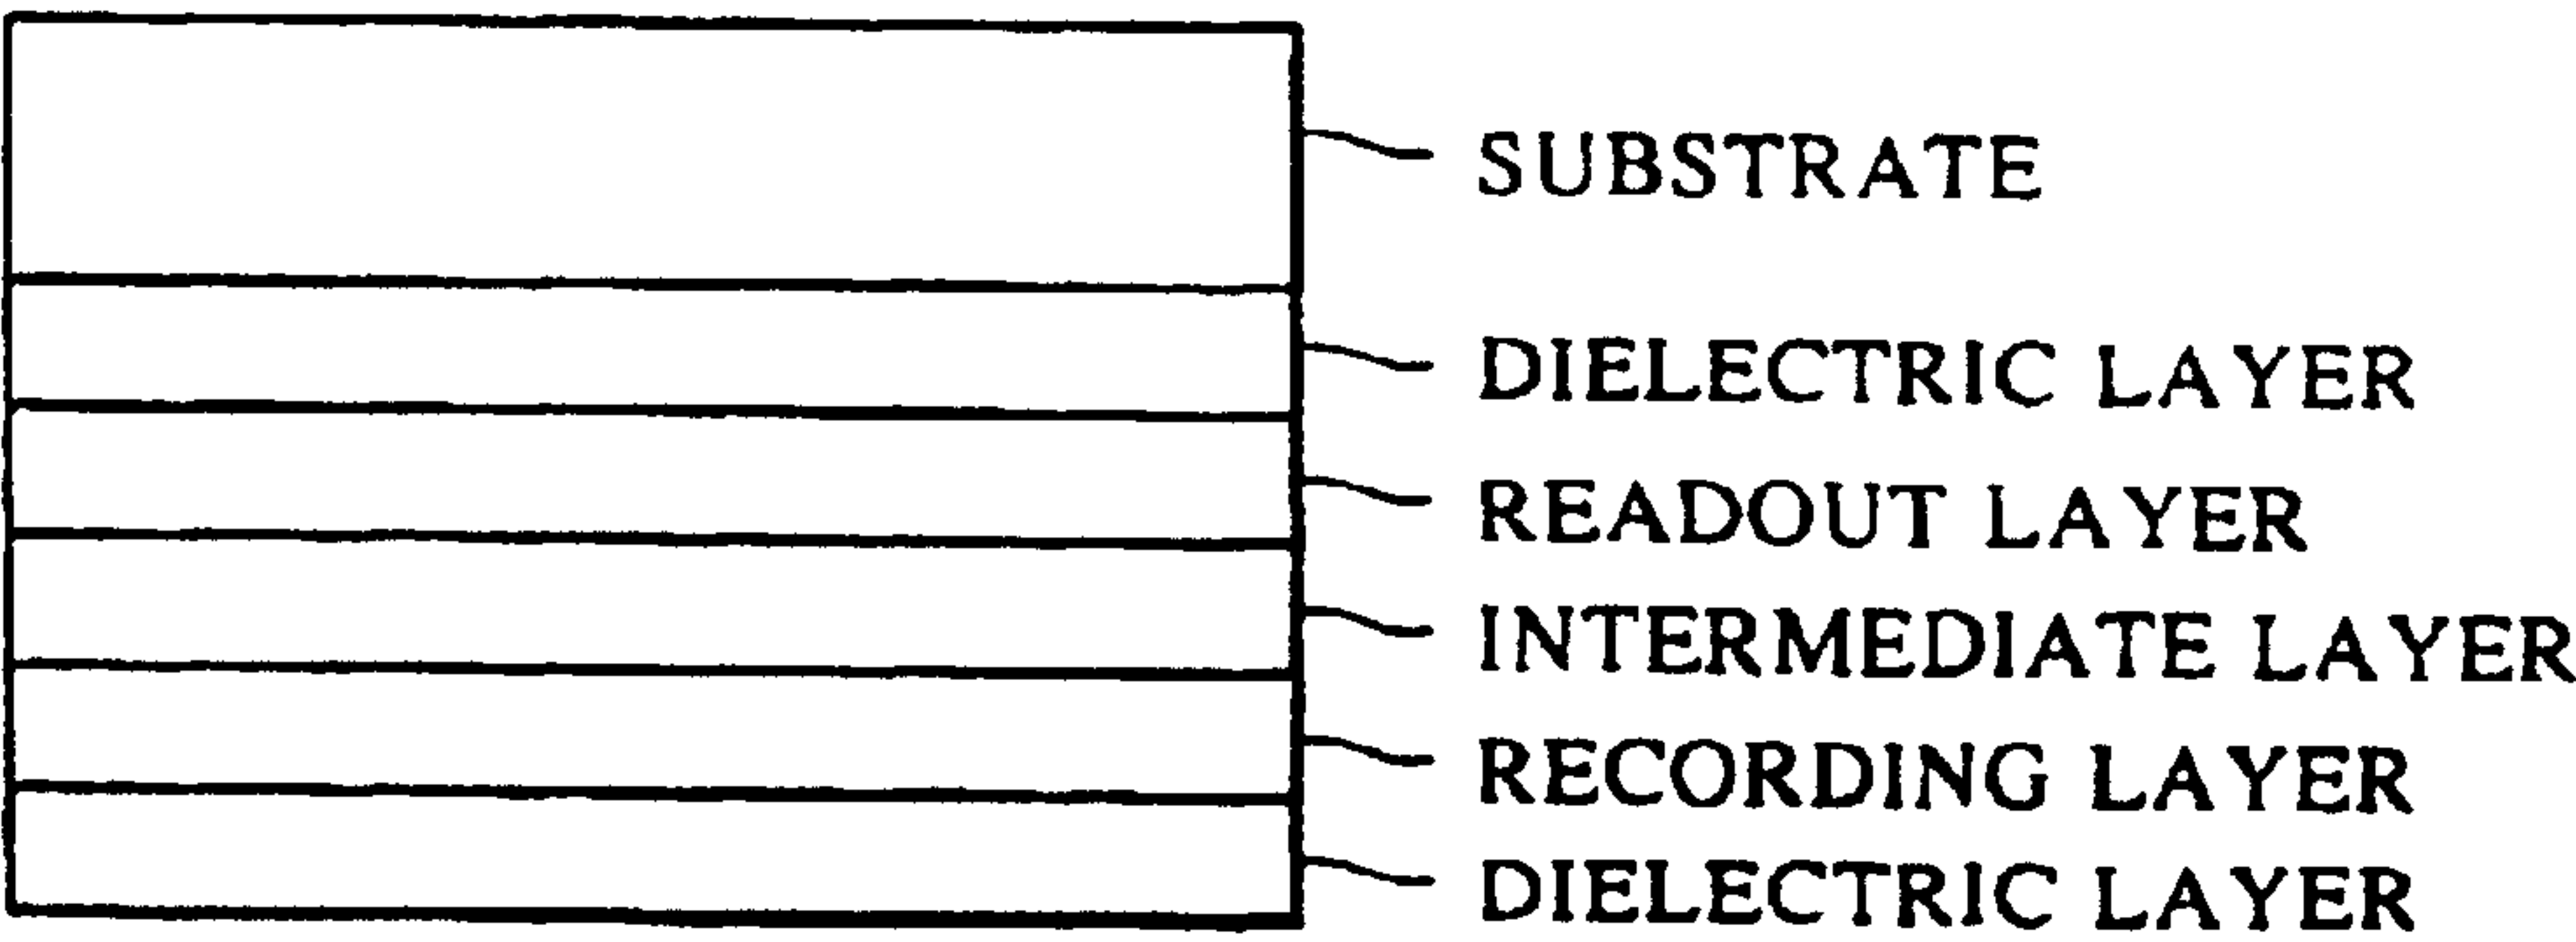 SUBSTRATE
DIELECTRIC LAYER
READOUT LAYER
INTERMEDIATE LAYER
RECORDING LAYER
DIELECTRIC LAYER